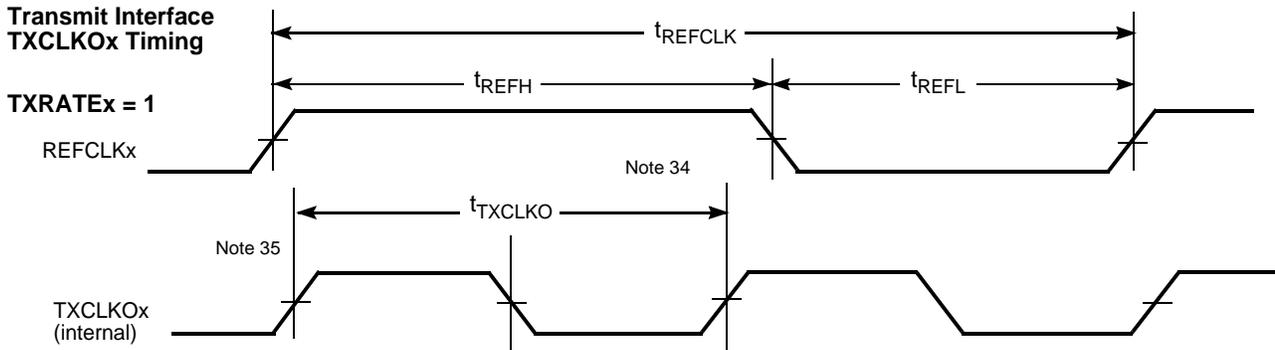 Transmit Interface
TXCLKOx Timing
tREFCLK
tREFH
tREFL
TXRATEx = 1
REFCLKx
Note 34
tTXCLKO
Note 35
TXCLKOx
(internal)